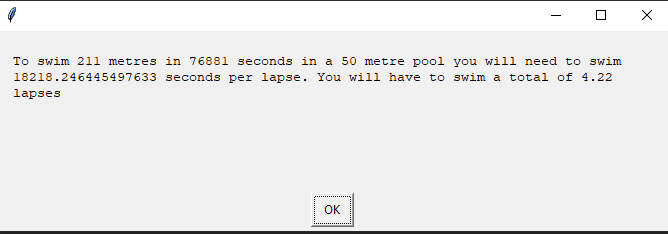 To swim 211 metres in 76881 seconds in a 50 metre pool you will need to swim
18218.246445497633 seconds per lapse. You will have to swim a total of 4.22
lapses
OK